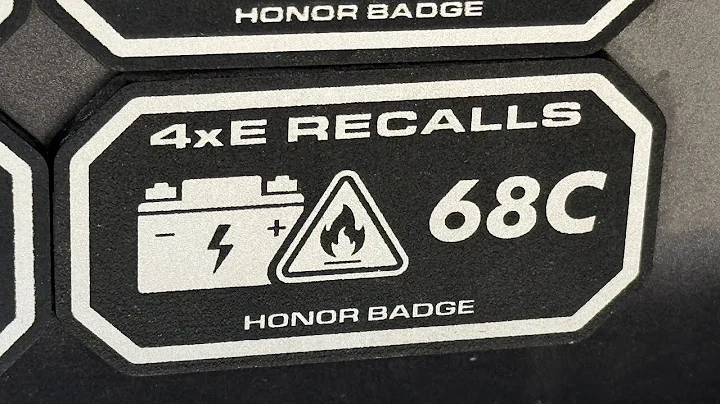 HONOR BADGE
4xE RECALLS
- +
68C
HONOR BADGE